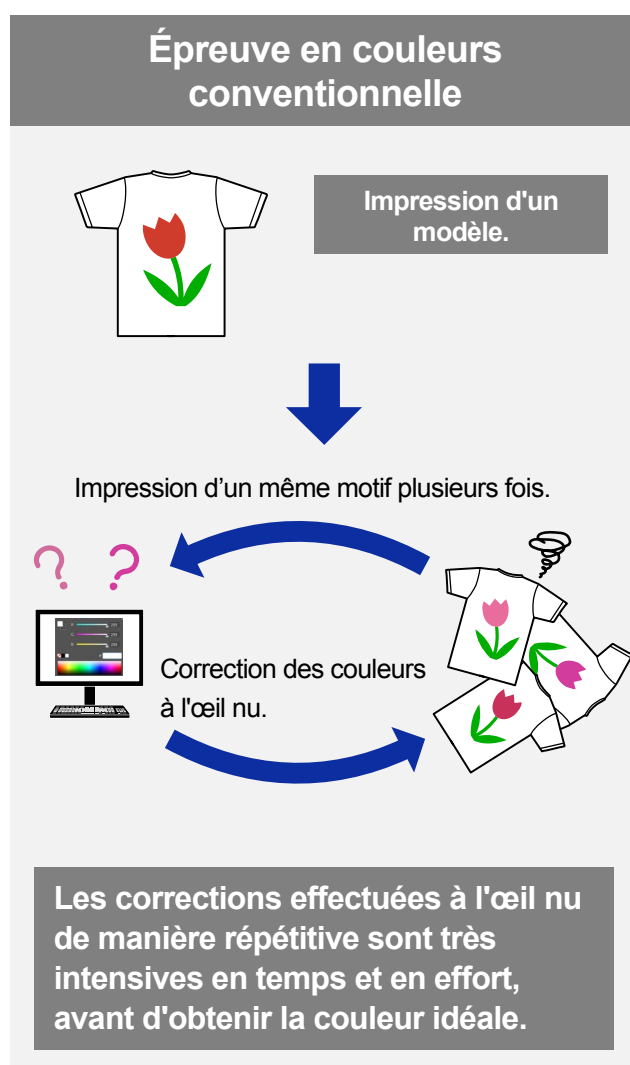 Épreuve en couleurs
conventionnelle
Impression d'un
modèle.
Impression d’un même motif plusieurs fois.
Correction des couleurs
à l'œil nu.
Les corrections effectuées à l'œil nu
de manière répétitive sont très
intensives en temps et en effort,
avant d'obtenir la couleur idéale.